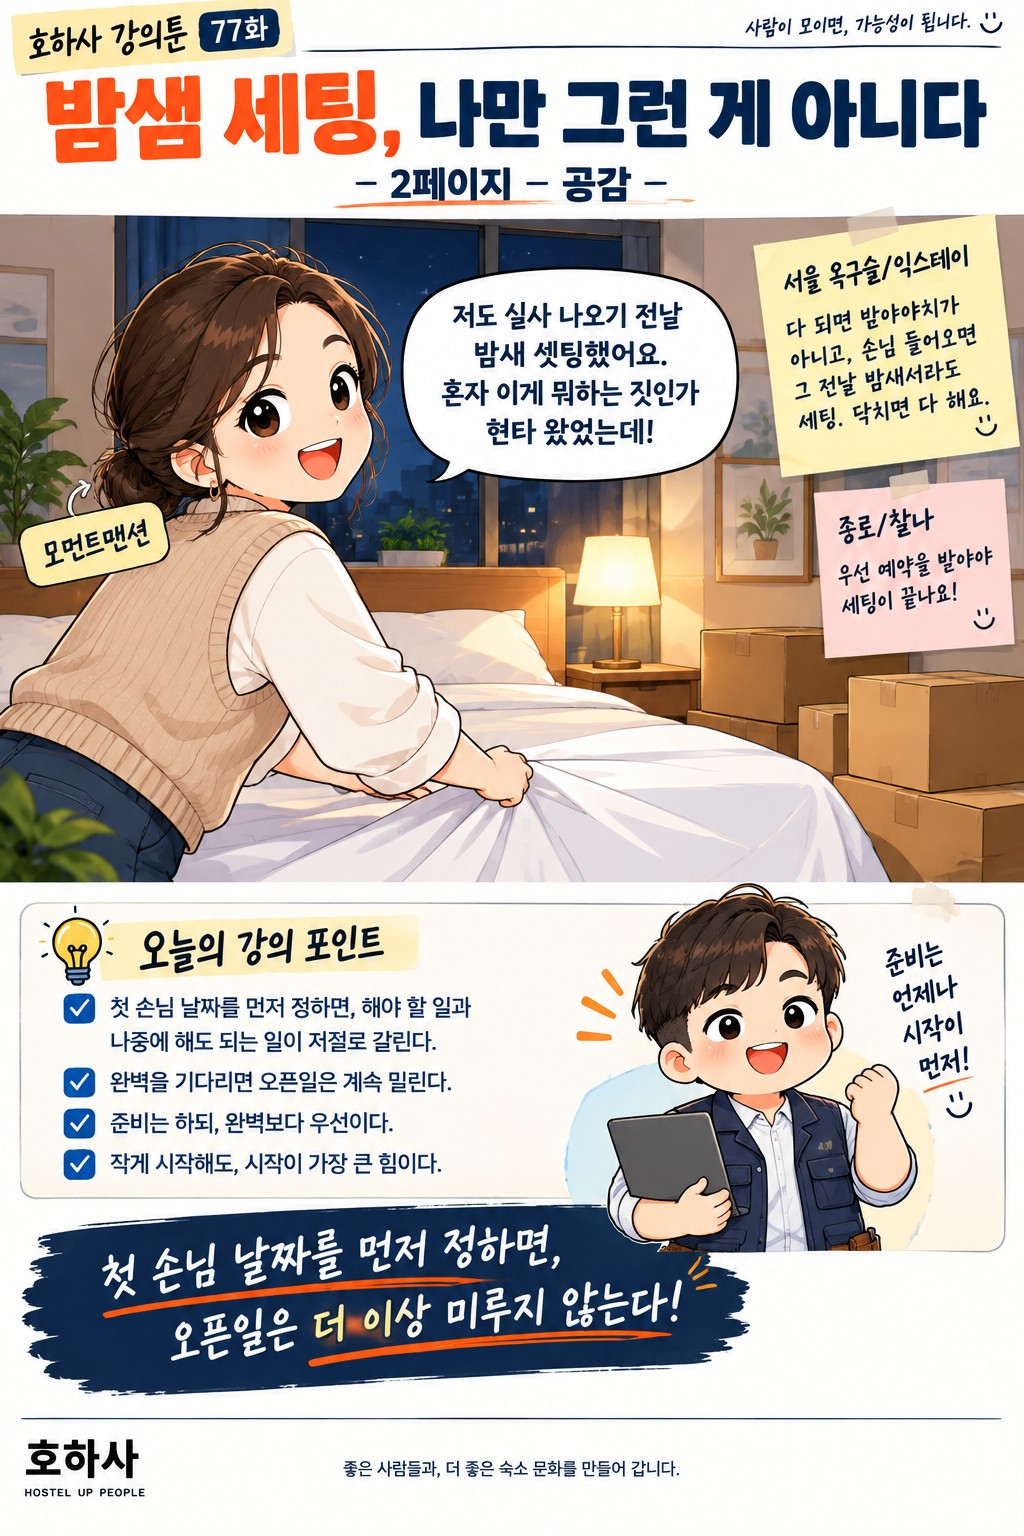 호하사 강의툰 77화
사람이 모이면, 가능성이 됩니다.
밤샘 세팅, 나만 그런 게 아니다
– 2페이지 – 공감 –
저도 실사 나오기 전날
밤새 셋팅했어요.
혼자 이게 뭐하는 짓인가
현타 왔었는데!
모먼트맨션
서울 옥구슬/익스테이
다 되면 받아야치가
아니고, 손님 들어오면
그 전날 밤새서라도
세팅. 닥치면 다 해요.
종로/찰나
우선 예약을 받아야
세팅이 끝나요!
오늘의 강의 포인트
첫 손님 날짜를 먼저 정하면, 해야 할 일과
나중에 해도 되는 일이 저절로 갈린다.
완벽을 기다리면 오픈일은 계속 밀린다.
준비는 하되, 완벽보다 우선이다.
작게 시작해도, 시작이 가장 큰 힘이다.
준비는
언제나
시작이
먼저!
첫 손님 날짜를 먼저 정하면,
오픈일은 더 이상 미루지 않는다!
호하사
HOSTEL UP PEOPLE
좋은 사람들과, 더 좋은 숙소 문화를 만들어 갑니다.